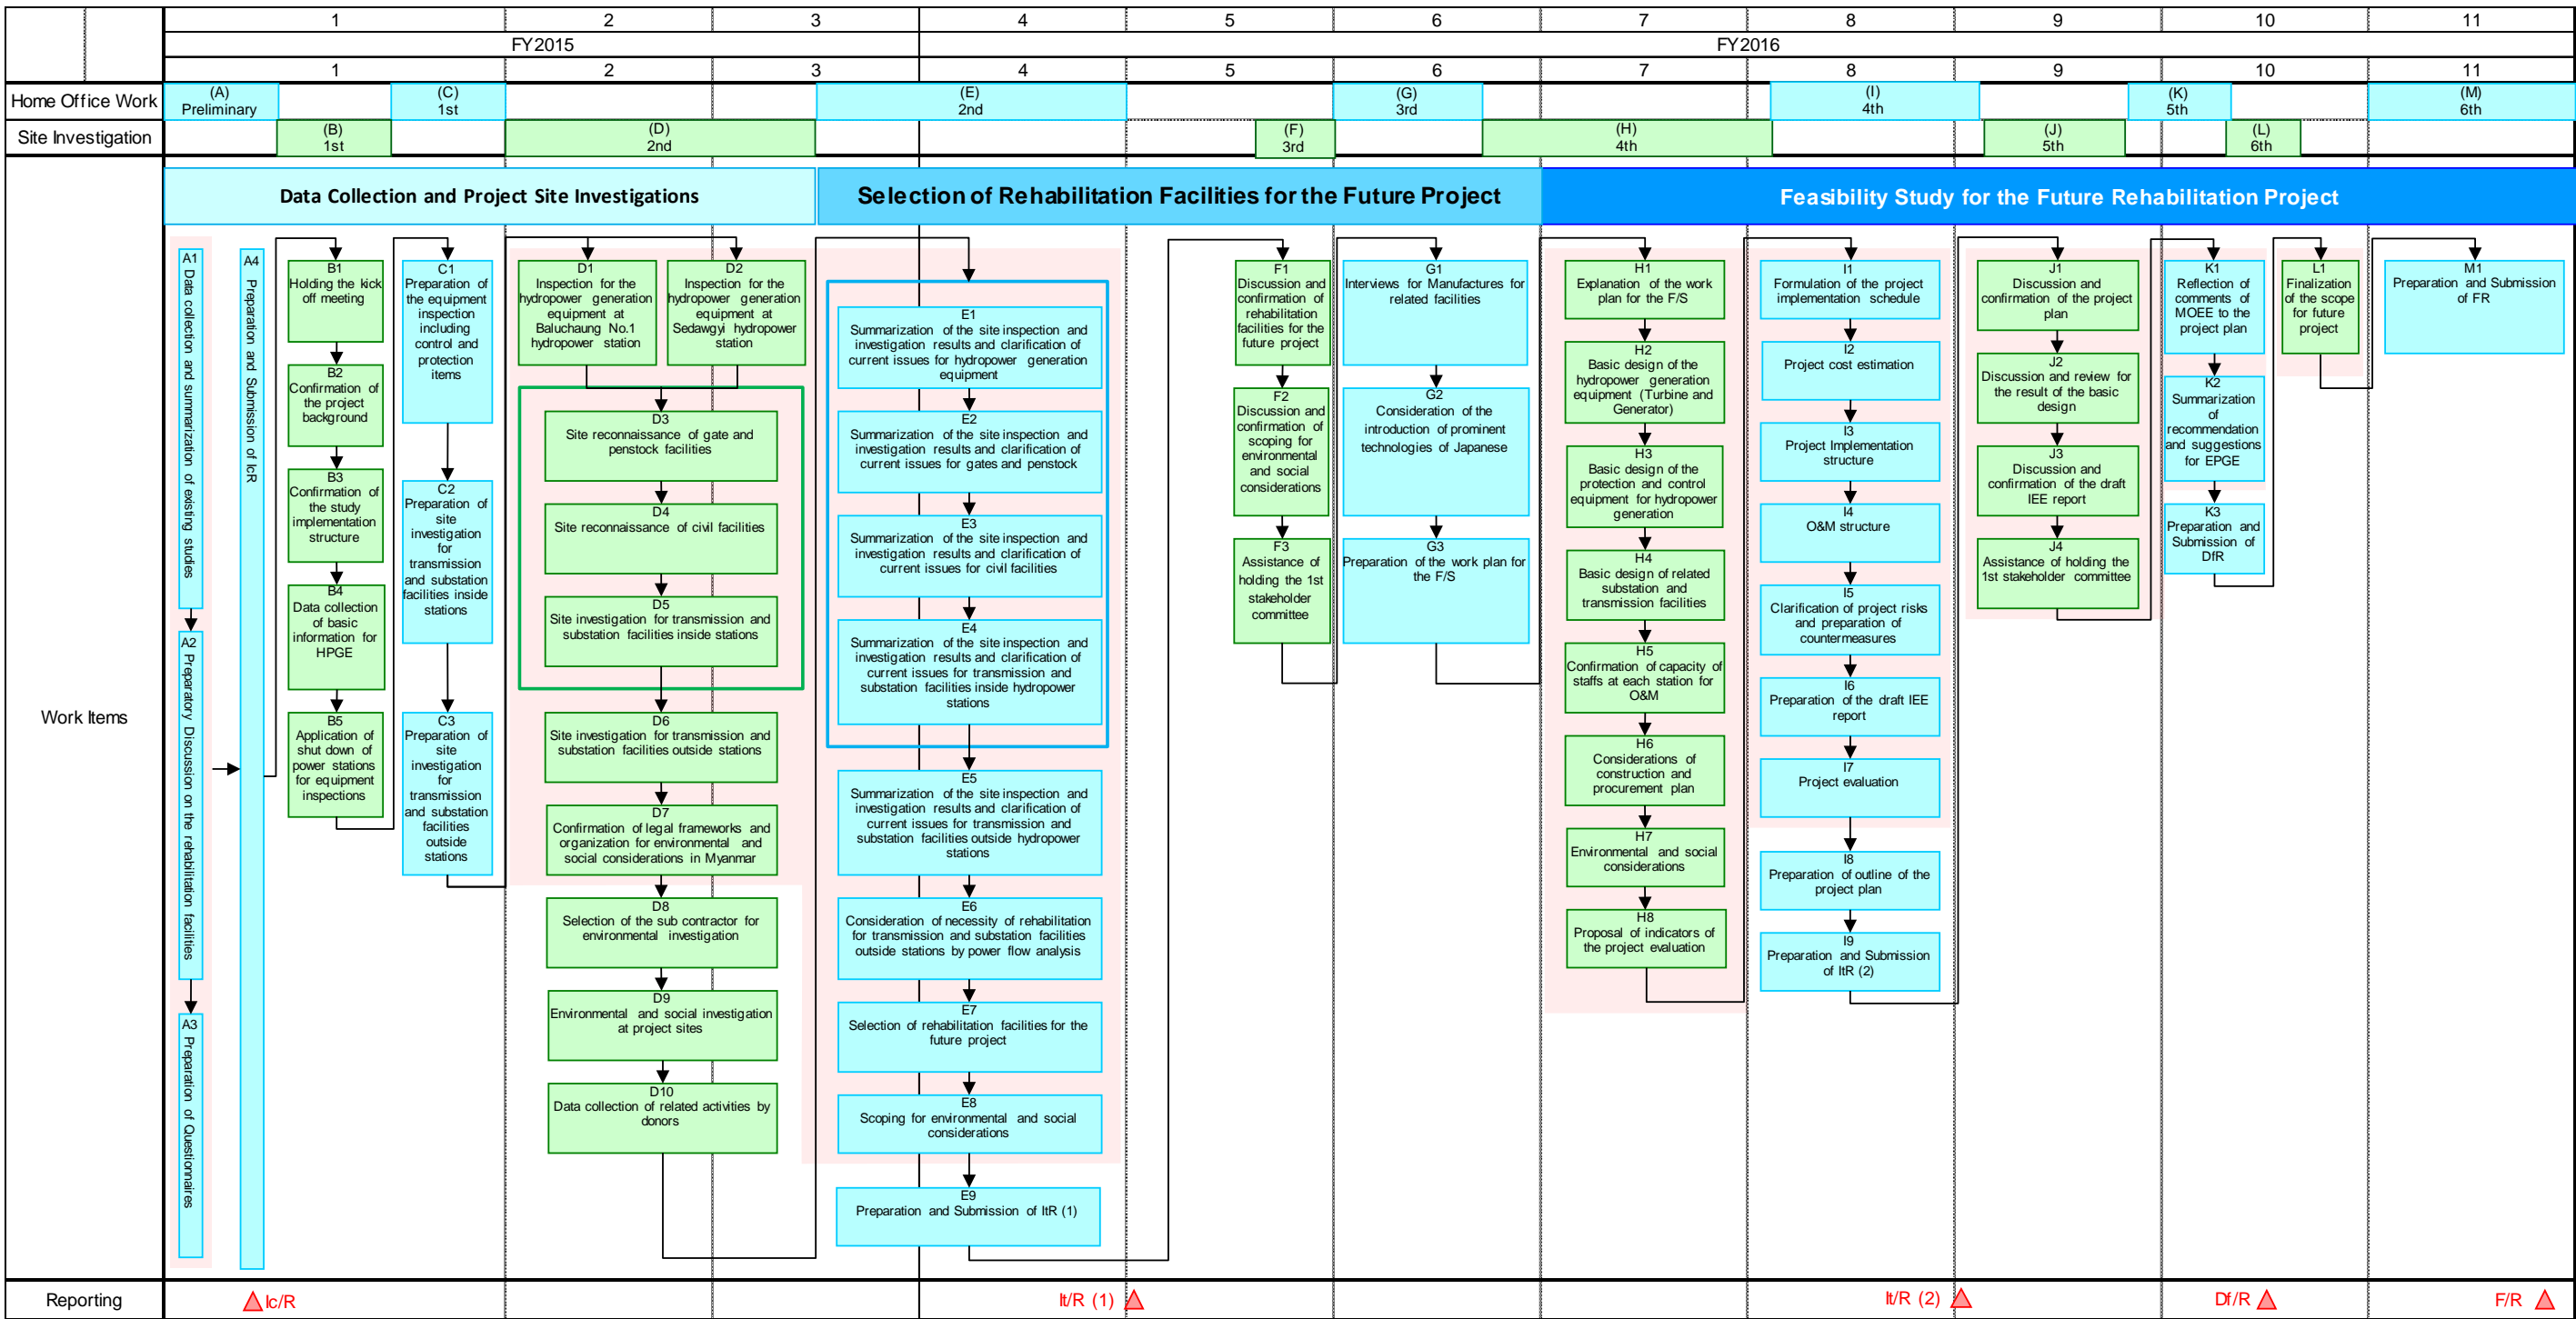 1 2 3 4 5 6 7 8 9 10 11
FY2015 FY2016
1 2 3 4 5 6 7 8 9 10 11
Home Office Work
(A)
Preliminary
(C)
1st
(E)
2nd
(G)
3rd
(I)
4th
(K)
5th
(M)
6th
Site Investigation
(B)
1st
(D)
2nd
(F)
3rd
(H)
4th
(J)
5th
(L)
6th
Data Collection and Project Site Investigations
Selection of Rehabilitation Facilities for the Future Project
Feasibility Study for the Future Rehabilitation Project
Work Items
A1 Data collection and summarization of existing studies
A2 Preparatory Discussion on the rehabilitation facilities
A3 Preparation of Questionnaires
A4 Preparation and Submission of IcR
B1
Holding the kick
off meeting
B2
Confirmation of
the project
background
B3
Confirmation of
the study
implementation
structure
B4
Data collection
of basic
information for
HPGE
B5
Application of
shut down of
power stations
for equipment
inspections
C1
Preparation of
the equipment
inspection
including
control and
protection
items
C2
Preparation of
site
investigation
for
transmission
and substation
facilities inside
stations
C3
Preparation of
site
investigation
for
transmission
and substation
facilities
outside
stations
D1
Inspection for the
hydropower generation
equipment at
Baluchaung No.1
hydropower station
D2
Inspection for the
hydropower generation
equipment at
Sedawgyi hydropower
station
D3
Site reconnaissance of gate and
penstock facilities
D4
Site reconnaissance of civil facilities
D5
Site investigation for transmission and
substation facilities inside stations
D6
Site investigation for transmission and
substation facilities outside stations
D7
Confirmation of legal frameworks and
organization for environmental and
social considerations in Myanmar
D8
Selection of the sub contractor for
environmental investigation
D9
Environmental and social investigation
at project sites
D10
Data collection of related activities by
donors
E1
Summarization of the site inspection and
investigation results and clarification of
current issues for hydropower generation
equipment
E2
Summarization of the site inspection and
investigation results and clarification of
current issues for gates and penstock
E3
Summarization of the site inspection and
investigation results and clarification of
current issues for civil facilities
E4
Summarization of the site inspection and
investigation results and clarification of
current issues for transmission and
substation facilities inside hydropower
stations
E5
Summarization of the site inspection and
investigation results and clarification of
current issues for transmission and
substation facilities outside hydropower
stations
E6
Consideration of necessity of rehabilitation
for transmission and substation facilities
outside stations by power flow analysis
E7
Selection of rehabilitation facilities for the
future project
E8
Scoping for environmental and social
considerations
E9
Preparation and Submission of ItR (1)
F1
Discussion and
confirmation of
rehabilitation
facilities for the
future project
F2
Discussion and
confirmation of
scoping for
environmental
and social
considerations
F3
Assistance of
holding the 1st
stakeholder
committee
G1
Interviews for Manufactures for
related facilities
G2
Consideration of the
introduction of prominent
technologies of Japanese
G3
Preparation of the work plan for
the F/S
H1
Explanation of the work
plan for the F/S
H2
Basic design of the
hydropower generation
equipment (Turbine and
Generator)
H3
Basic design of the
protection and control
equipment for hydropower
generation
H4
Basic design of related
substation and
transmission facilities
H5
Confirmation of capacity of
staffs at each station for
O&M
H6
Considerations of
construction and
procurement plan
H7
Environmental and social
considerations
H8
Proposal of indicators of
the project evaluation
I1
Formulation of the project
implementation schedule
I2
Project cost estimation
I3
Project Implementation
structure
I4
O&M structure
I5
Clarification of project risks
and preparation of
countermeasures
I6
Preparation of the draft IEE
report
I7
Project evaluation
I8
Preparation of outline of the
project plan
I9
Preparation and Submission
of ItR (2)
J1
Discussion and
confirmation of the project
plan
J2
Discussion and review for
the result of the basic
design
J3
Discussion and
confirmation of the draft
IEE report
J4
Assistance of holding the
1st stakeholder committee
K1
Reflection of
comments of
MOEE to the
project plan
K2
Summarization
of
recommendation
and suggestions
for EPGE
K3
Preparation and
Submission of
DfR
L1
Finalization
of the scope
for future
project
M1
Preparation and Submission
of FR
Reporting
Ic/R It/R (1) It/R (2) Df/R F/R